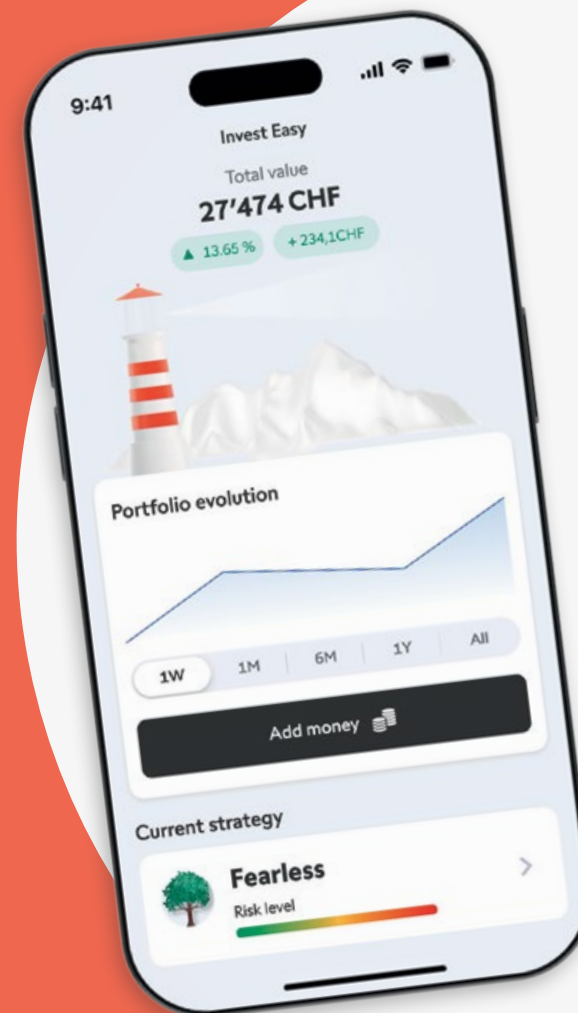 9:41
Invest Easy
Total value
27’474 CHF
▲ 13.65 %
+ 234,1CHF
Portfolio evolution
1W
1M
6M
1Y
All
Add money
Current strategy
Fearless
Risk level